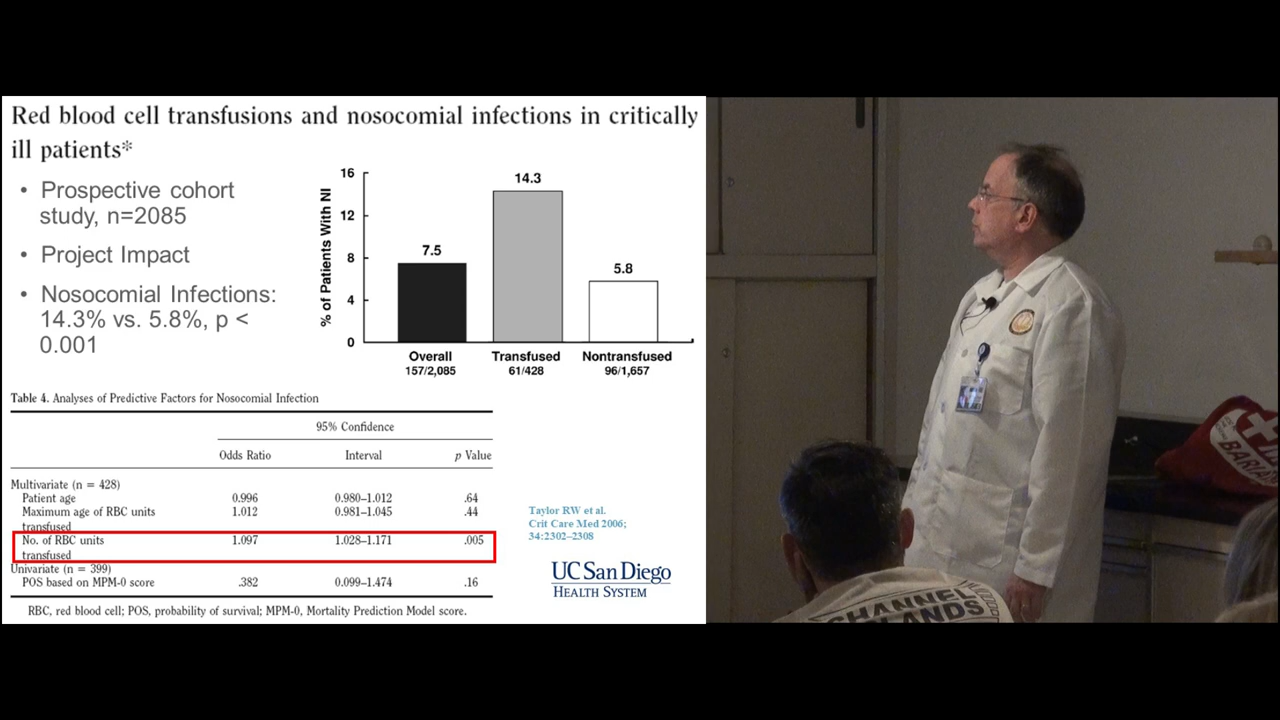 Red blood cell transfusions and nosocomial infections in critically
ill patients*
• Prospective cohort
study, n=2085
• Project Impact
• Nosocomial Infections:
14.3% vs. 5.8%, p <
0.001
% of Patients With NI
16
12
8
4
0
7.5
14.3
5.8
Overall
157/2,085
Transfused
61/428
Nontransfused
96/1,657
Table 4. Analyses of Predictive Factors for Nosocomial Infection
95% Confidence
Odds Ratio Interval p Value
Multivariate (n = 428)
Patient age 0.996 0.980–1.012 .64
Maximum age of RBC units 1.012 0.981–1.045 .44
transfused
No. of RBC units 1.097 1.028–1.171 .005
transfused
Univariate (n = 399)
POS based on MPM-0 score .382 0.099–1.474 .16
RBC, red blood cell; POS, probability of survival; MPM-0, Mortality Prediction Model score.
Taylor RW et al.
Crit Care Med 2006;
34:2302–2308
UC San Diego
HEALTH SYSTEM
CHANNEL
BARIA